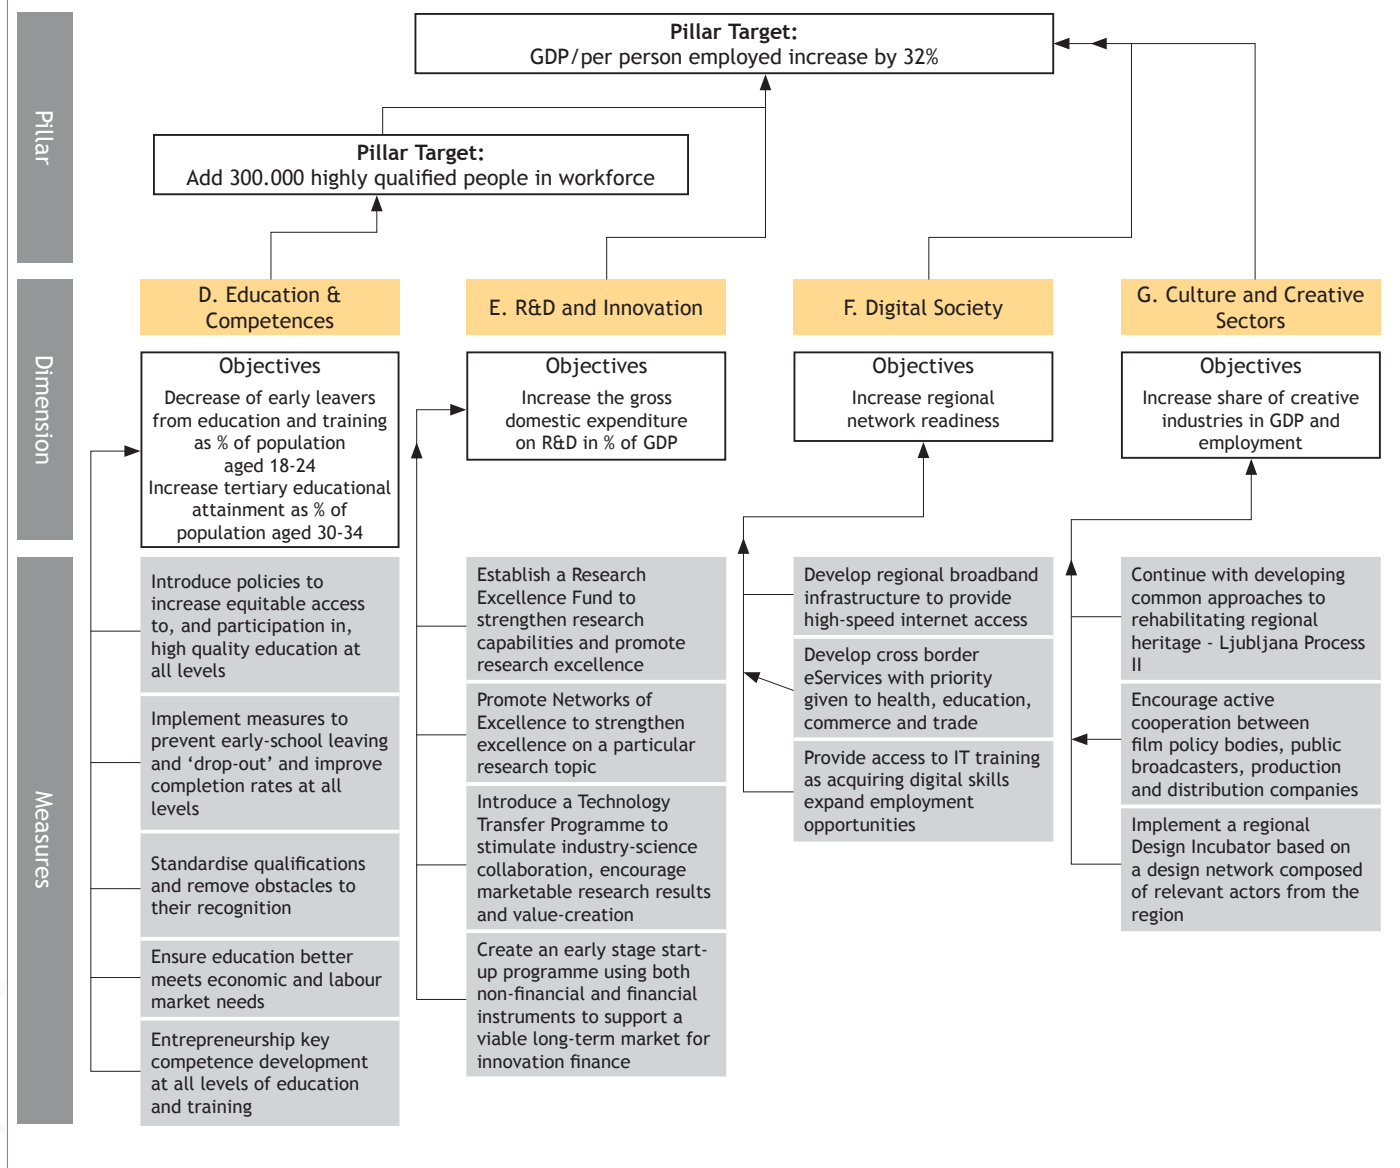 Pillar
Pillar Target:
GDP/per person employed increase by 32%
Pillar Target:
Add 300.000 highly qualified people in workforce
Dimension
D. Education &
Competences
Objectives
Decrease of early leavers
from education and training
as % of population
aged 18-24
Increase tertiary educational
attainment as % of
population aged 30-34
E. R&D and Innovation
Objectives
Increase the gross
domestic expenditure
on R&D in % of GDP
F. Digital Society
Objectives
Increase regional
network readiness
G. Culture and Creative
Sectors
Objectives
Increase share of creative
industries in GDP and
employment
Measures
Introduce policies to
increase equitable access
to, and participation in,
high quality education at
all levels
Implement measures to
prevent early-school leaving
and ‘drop-out’ and improve
completion rates at all
levels
Standardise qualifications
and remove obstacles to
their recognition
Ensure education better
meets economic and labour
market needs
Entrepreneurship key
competence development
at all levels of education
and training
Establish a Research
Excellence Fund to
strengthen research
capabilities and promote
research excellence
Promote Networks of
Excellence to strengthen
excellence on a particular
research topic
Introduce a Technology
Transfer Programme to
stimulate industry-science
collaboration, encourage
marketable research results
and value-creation
Create an early stage start-
up programme using both
non-financial and financial
instruments to support a
viable long-term market for
innovation finance
Develop regional broadband
infrastructure to provide
high-speed internet access
Develop cross border
eServices with priority
given to health, education,
commerce and trade
Provide access to IT training
as acquiring digital skills
expand employment
opportunities
Continue with developing
common approaches to
rehabilitating regional
heritage - Ljubljana Process
II
Encourage active
cooperation between
film policy bodies, public
broadcasters, production
and distribution companies
Implement a regional
Design Incubator based on
a design network composed
of relevant actors from the
region